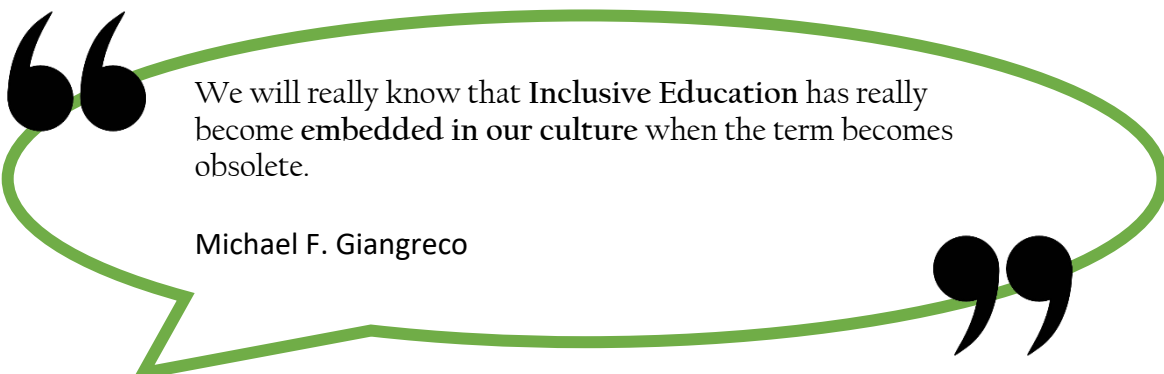 We will really know that Inclusive Education has really
become embedded in our culture when the term becomes
obsolete.
Michael F. Giangreco